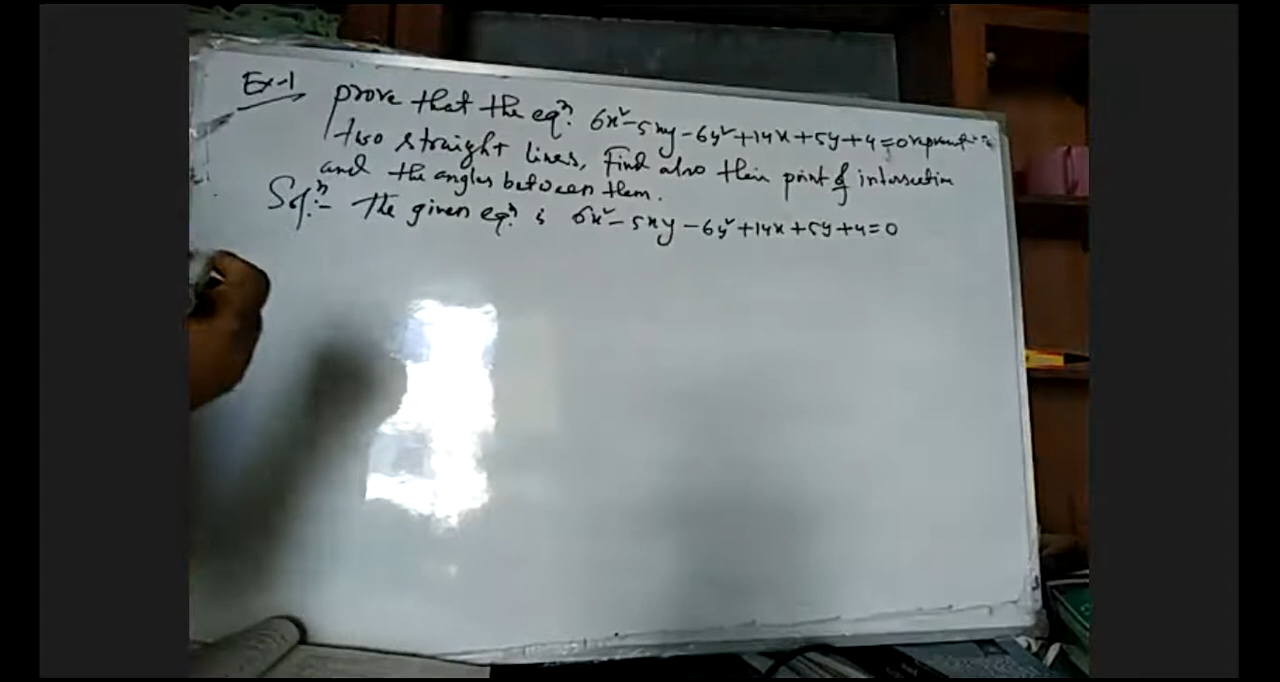 Ex-1 prove that the eqⁿ. 6x²-5xy-6y²+14x+5y+4=0 represents
two straight lines, Find also their point of intersection
and the angles between them.
Solⁿ:- The given eqⁿ. is 6x²-5xy-6y²+14x+5y+4=0